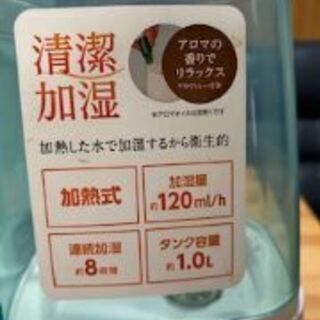 清潔
加湿
アロマの
香りで
リラックス
加熱した水で加湿するから衛生的
加熱式
加湿量
約120ml/h
連続加湿
約8時間
タンク容量
約1.0L